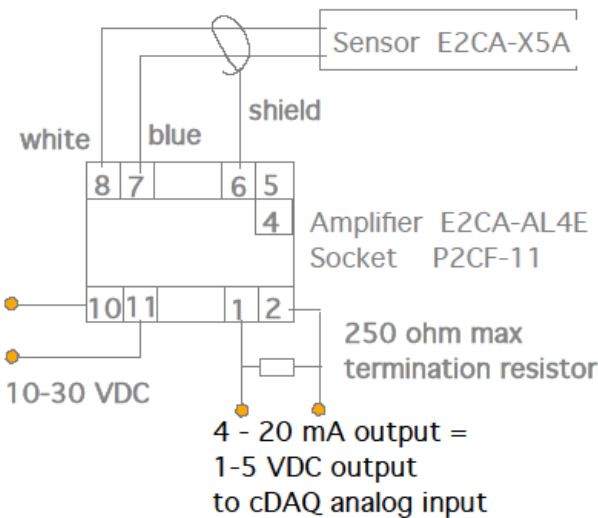 Sensor E2CA-X5A
shield
white
blue
8 7 6 5
4
Amplifier E2CA-AL4E
Socket P2CF-11
10 11 1 2
250 ohm max
termination resistor
10-30 VDC
4 - 20 mA output =
1-5 VDC output
to cDAQ analog input